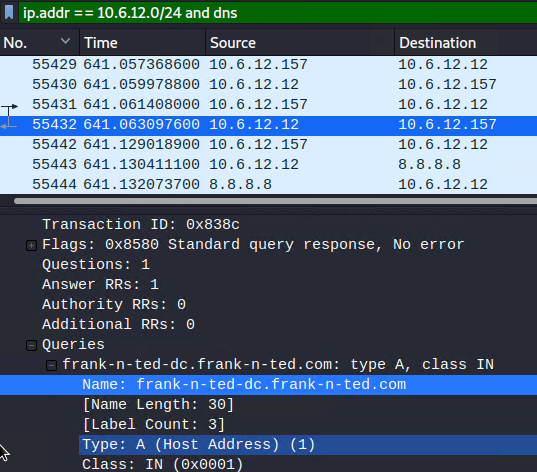 ip.addr == 10.6.12.0/24 and dns
No. Time Source Destination
55429 641.057368600 10.6.12.157 10.6.12.12
55430 641.059978800 10.6.12.12 10.6.12.157
55431 641.061408000 10.6.12.157 10.6.12.12
55432 641.063097600 10.6.12.12 10.6.12.157
55442 641.129018900 10.6.12.157 10.6.12.12
55443 641.130411100 10.6.12.12 8.8.8.8
55444 641.132073700 8.8.8.8 10.6.12.12
Transaction ID: 0x838c
Flags: 0x8580 Standard query response, No error
Questions: 1
Answer RRs: 1
Authority RRs: 0
Additional RRs: 0
Queries
frank-n-ted-dc.frank-n-ted.com: type A, class IN
Name: frank-n-ted-dc.frank-n-ted.com
[Name Length: 30]
[Label Count: 3]
Type: A (Host Address) (1)
Class: IN (0x0001)